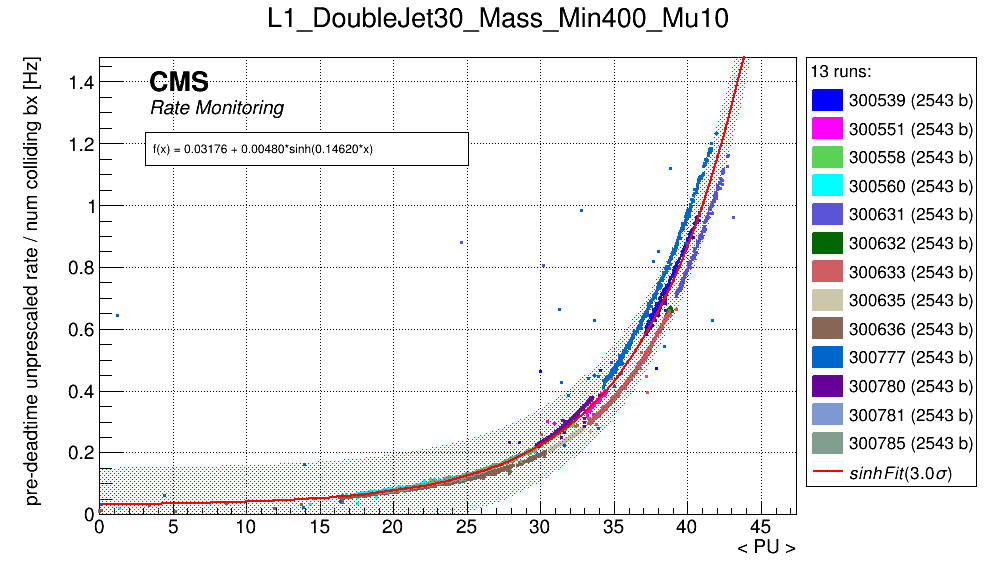 L1_DoubleJet30_Mass_Min400_Mu10
pre-deadtime unprescaled rate / num colliding bx [Hz]
CMS
Rate Monitoring
f(x) = 0.03176 + 0.00480*sinh(0.14620*x)
1.4
1.2
1
0.8
0.6
0.4
0.2
0
0 5 10 15 20 25 30 35 40 45
< PU >
13 runs:
300539 (2543 b)
300551 (2543 b)
300558 (2543 b)
300560 (2543 b)
300631 (2543 b)
300632 (2543 b)
300633 (2543 b)
300635 (2543 b)
300636 (2543 b)
300777 (2543 b)
300780 (2543 b)
300781 (2543 b)
300785 (2543 b)
sinhFit(3.0σ)